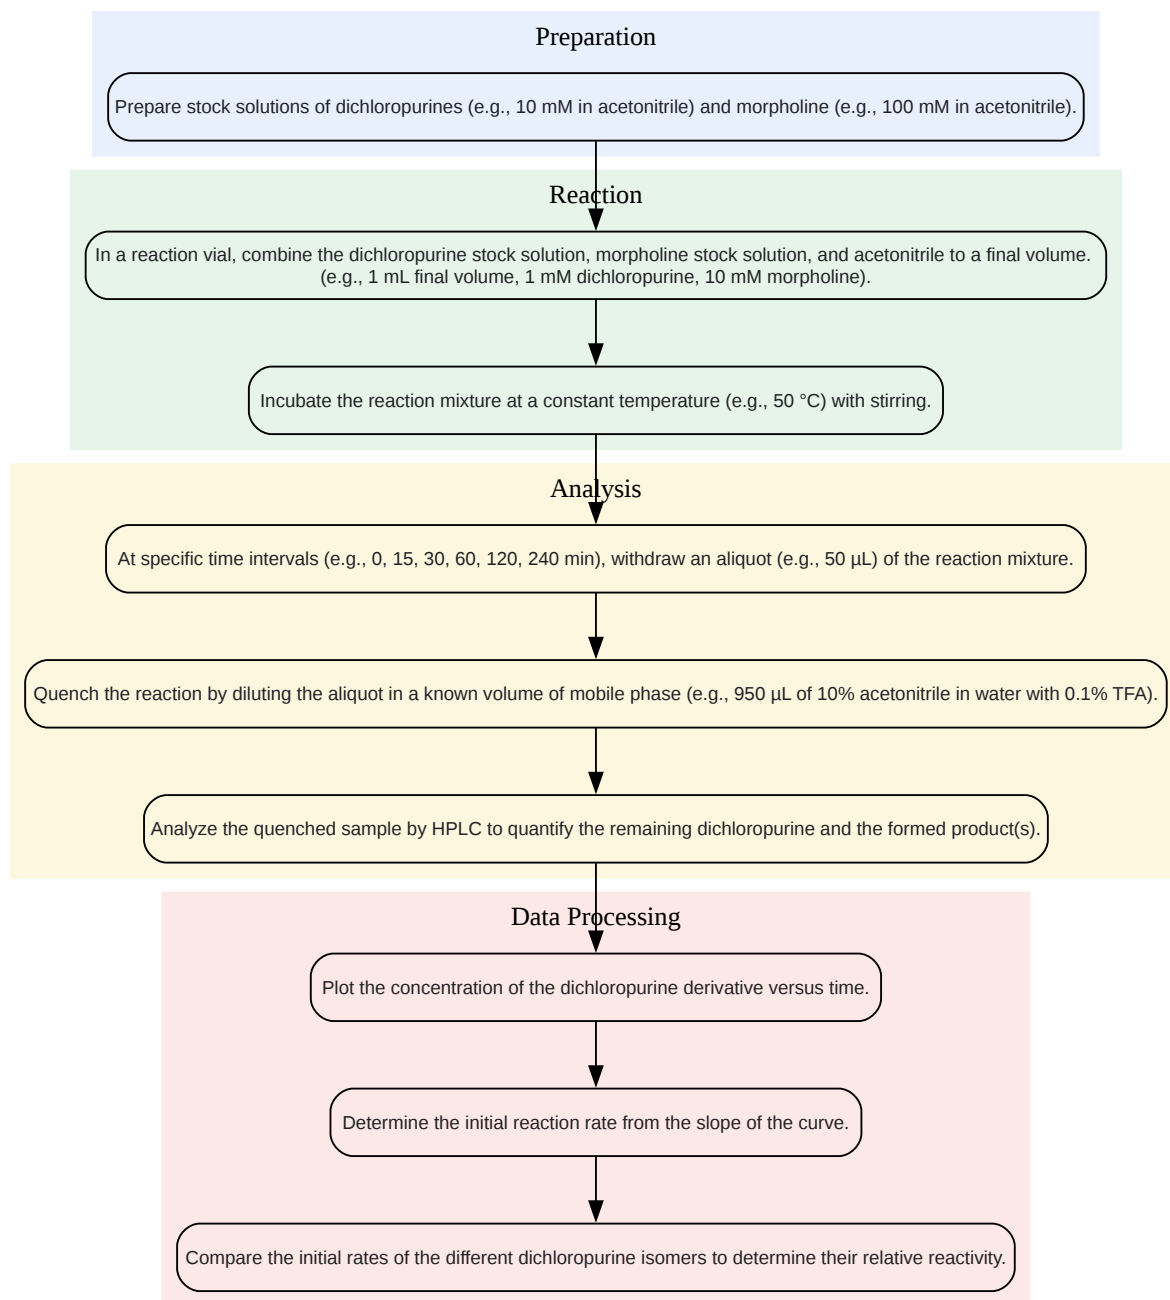 Preparation
Prepare stock solutions of dichloropurines (e.g., 10 mM in acetonitrile) and morpholine (e.g., 100 mM in acetonitrile).
Reaction
In a reaction vial, combine the dichloropurine stock solution, morpholine stock solution, and acetonitrile to a final volume.
(e.g., 1 mL final volume, 1 mM dichloropurine, 10 mM morpholine).
Incubate the reaction mixture at a constant temperature (e.g., 50 °C) with stirring.
Analysis
At specific time intervals (e.g., 0, 15, 30, 60, 120, 240 min), withdraw an aliquot (e.g., 50 µL) of the reaction mixture.
Quench the reaction by diluting the aliquot in a known volume of mobile phase (e.g., 950 µL of 10% acetonitrile in water with 0.1% TFA).
Analyze the quenched sample by HPLC to quantify the remaining dichloropurine and the formed product(s).
Data Processing
Plot the concentration of the dichloropurine derivative versus time.
Determine the initial reaction rate from the slope of the curve.
Compare the initial rates of the different dichloropurine isomers to determine their relative reactivity.